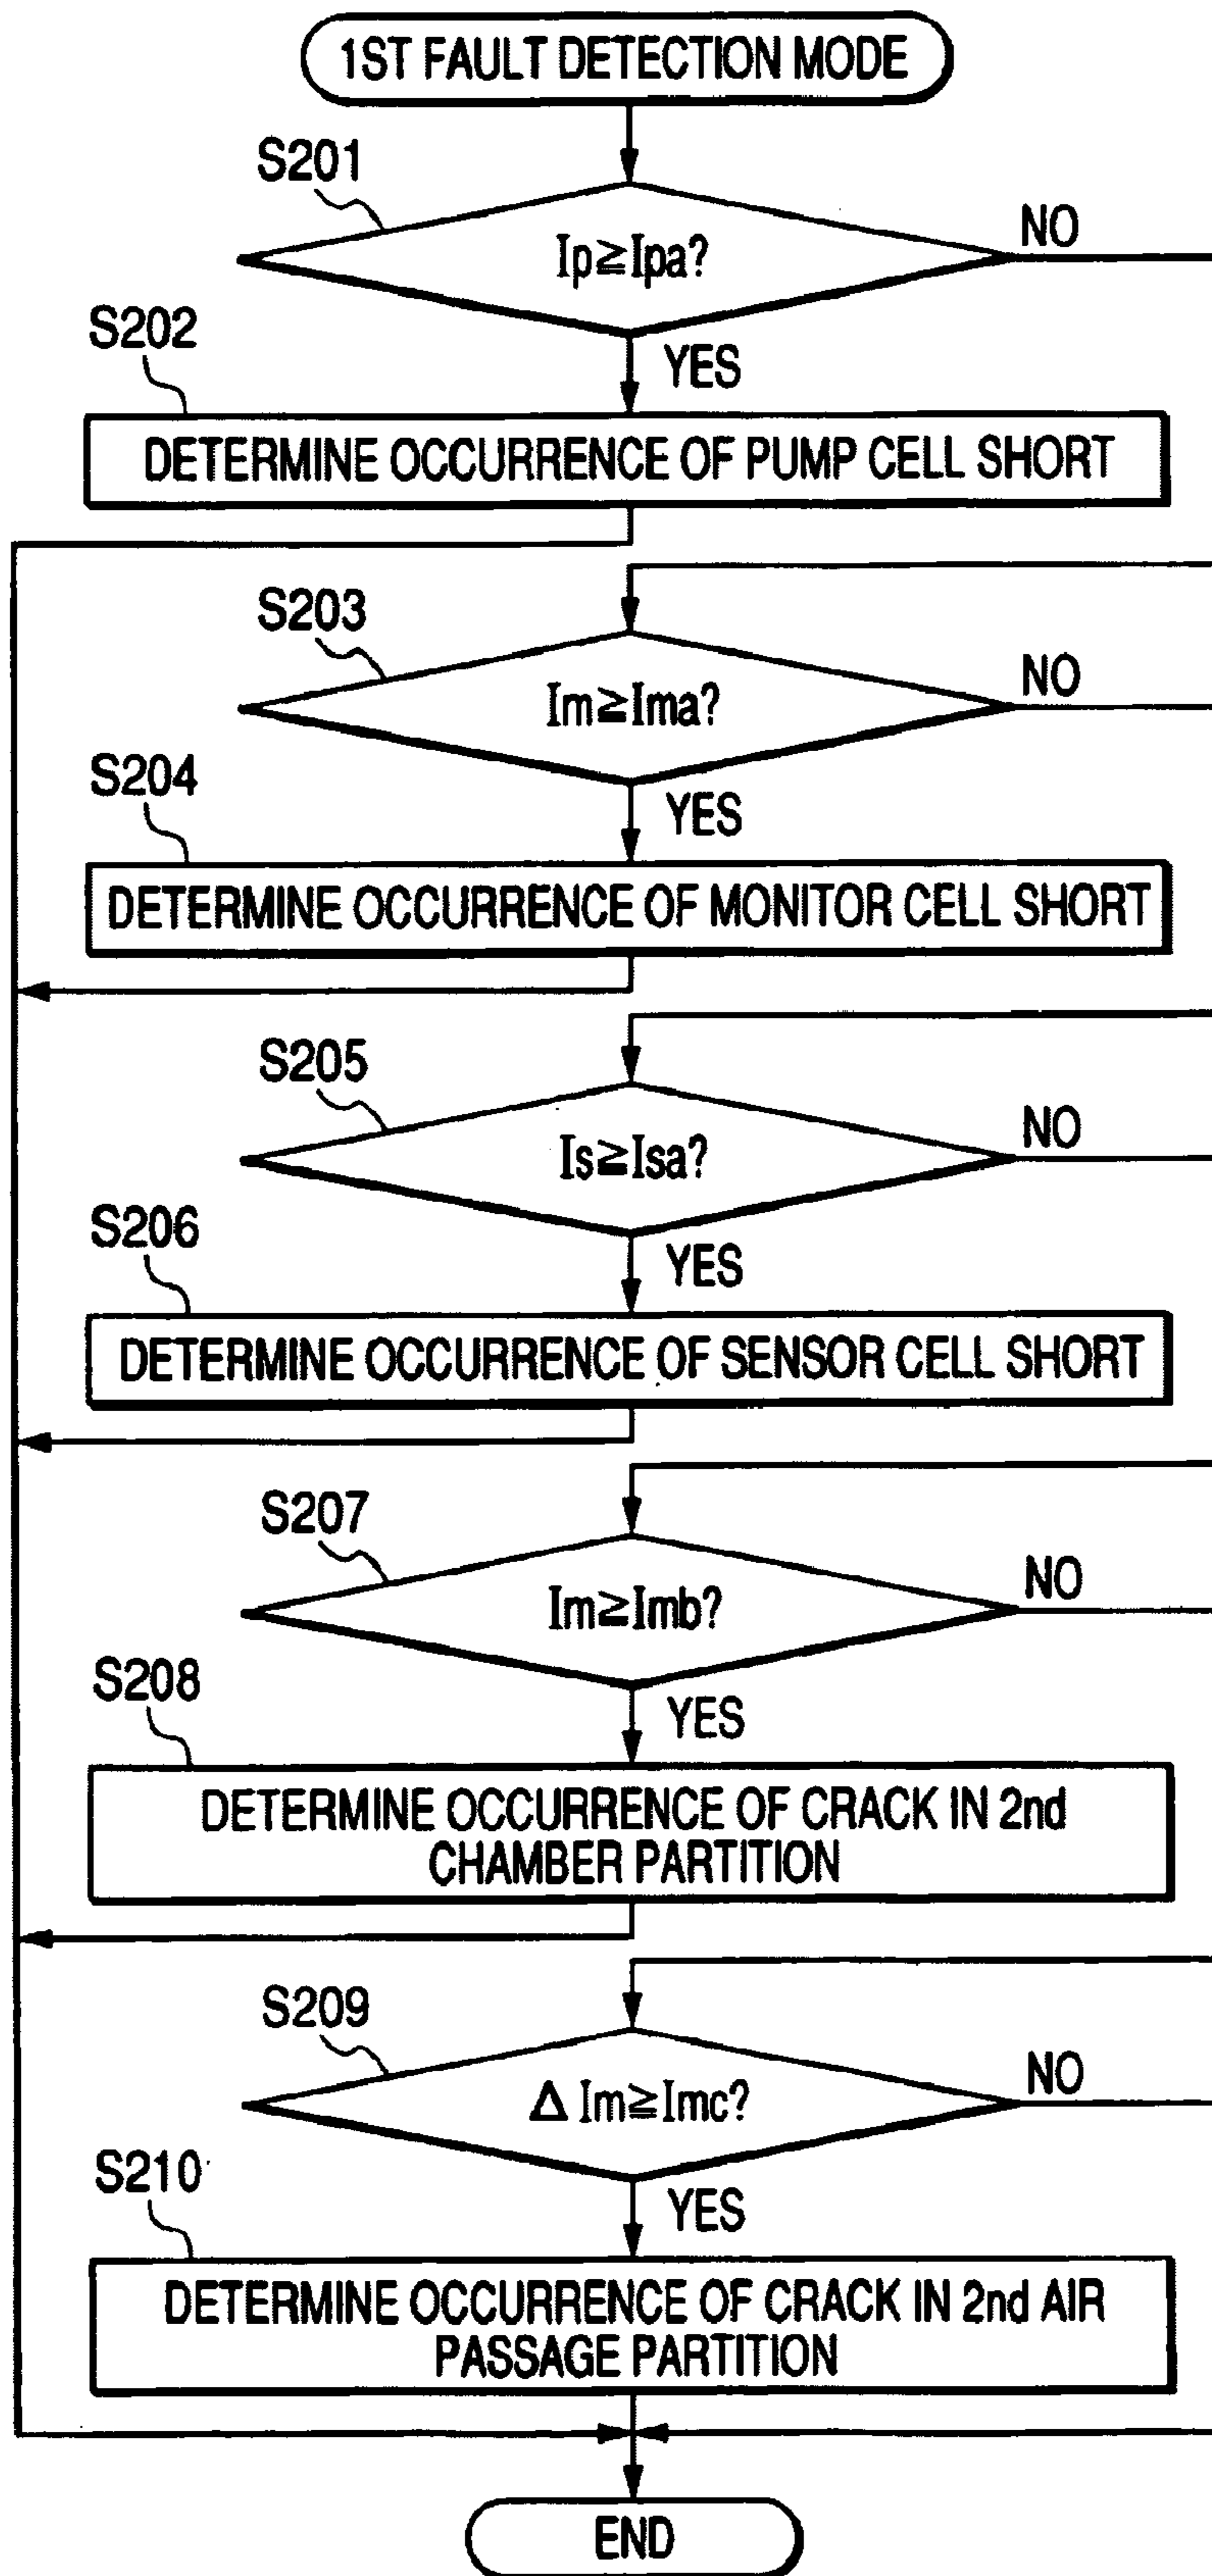 1ST FAULT DETECTION MODE
S201
Ip≧Ipa?
NO
YES
S202
DETERMINE OCCURRENCE OF PUMP CELL SHORT
S203
Im≧Ima?
NO
YES
S204
DETERMINE OCCURRENCE OF MONITOR CELL SHORT
S205
Is≧Isa?
NO
YES
S206
DETERMINE OCCURRENCE OF SENSOR CELL SHORT
S207
Im≧Imb?
NO
YES
S208
DETERMINE OCCURRENCE OF CRACK IN 2nd
CHAMBER PARTITION
S209
Δ Im≧Imc?
NO
YES
S210
DETERMINE OCCURRENCE OF CRACK IN 2nd AIR
PASSAGE PARTITION
END